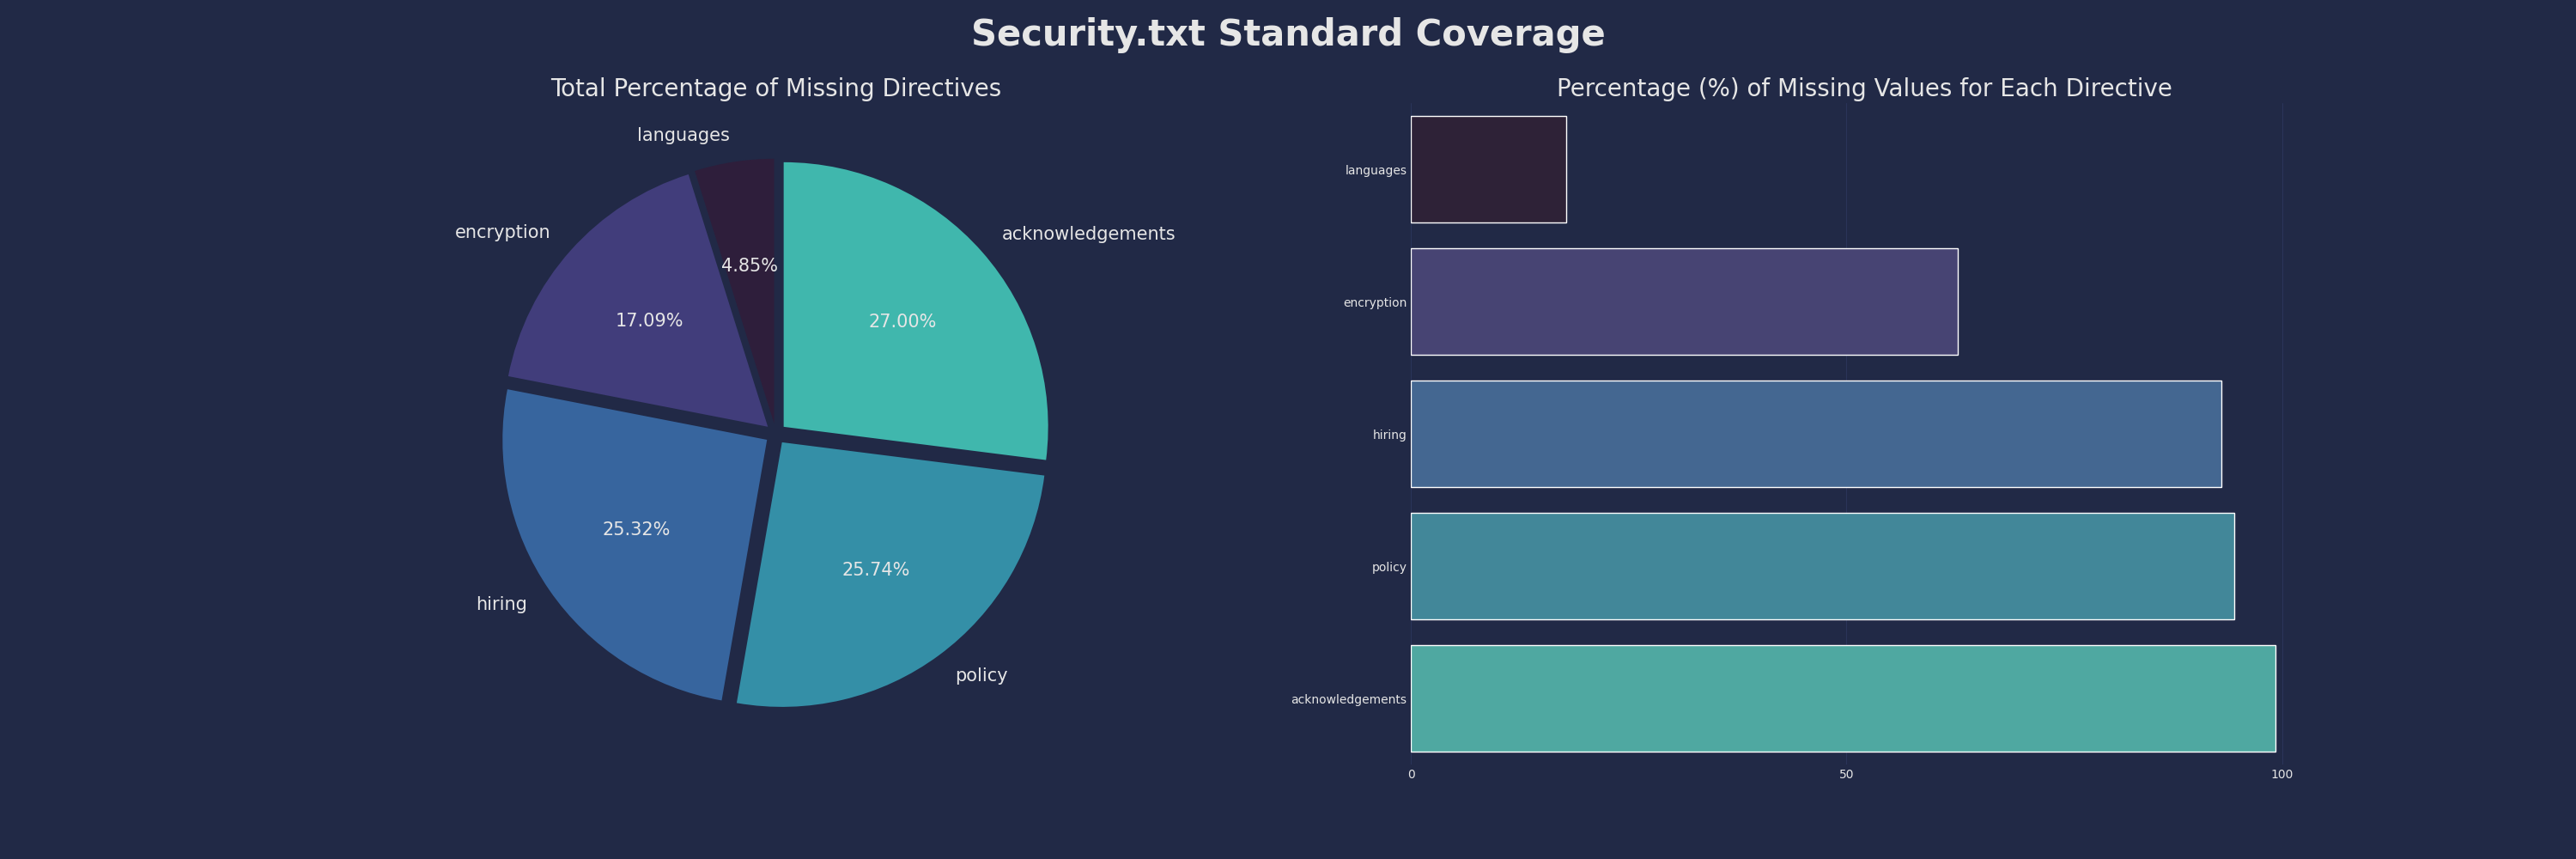 Security.txt Standard Coverage
Total Percentage of Missing Directives
languages
encryption
acknowledgements
4.85%
17.09%
27.00%
25.32%
25.74%
hiring
policy
Percentage (%) of Missing Values for Each Directive
languages
encryption
hiring
policy
acknowledgements
0 50 100